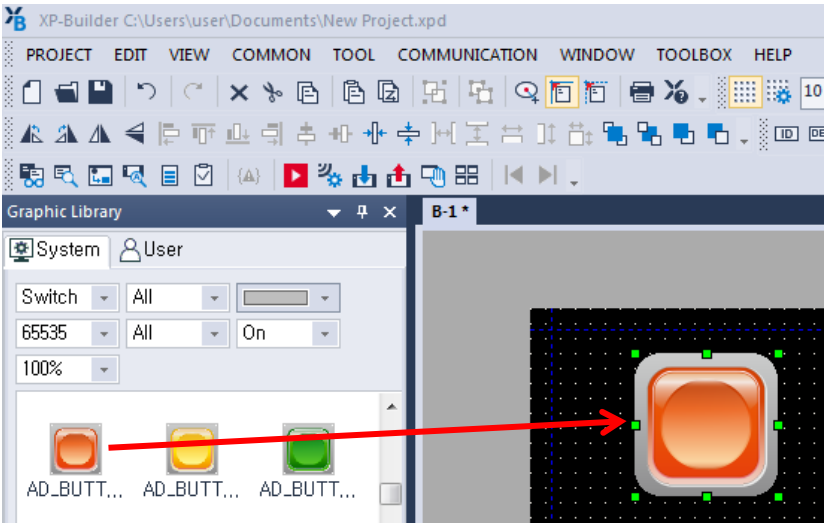 XP-Builder C:\Users\user\Documents\New Project.xpd
PROJECT EDIT VIEW COMMON TOOL COMMUNICATION WINDOW TOOLBOX HELP
10
ID DE
{A}
Graphic Library
B-1 *
System User
Switch All
65535 All On
100%
AD_BUTT... AD_BUTT... AD_BUTT...